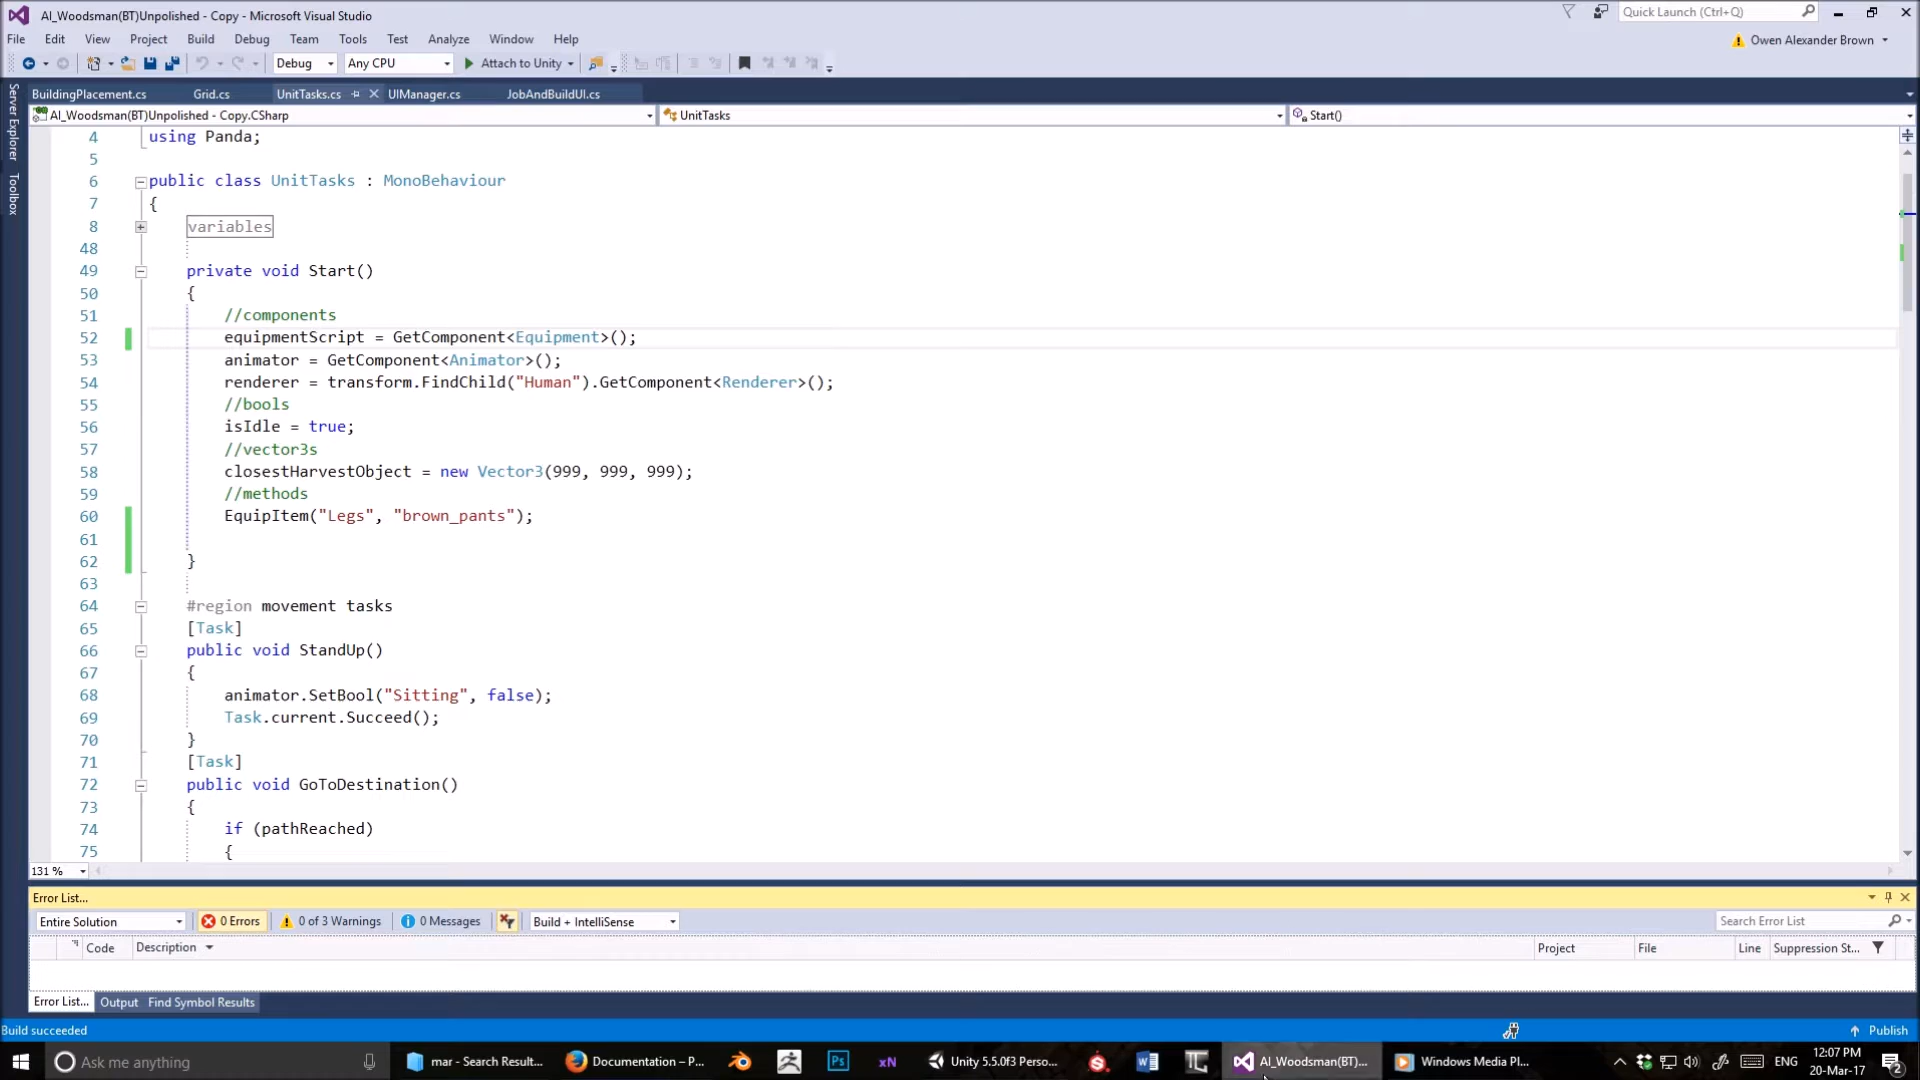 AI_Woodsman(BT)Unpolished - Copy - Microsoft Visual Studio
Quick Launch (Ctrl+Q)
File Edit View Project Build Debug Team Tools Test Analyze Window Help
Owen Alexander Brown
Debug Any CPU Attach to Unity
BuildingPlacement.cs Grid.cs UnitTasks.cs UIManager.cs JobAndBuildUI.cs
AI_Woodsman(BT)Unpolished - Copy.CSharp UnitTasks Start()
Server Explorer
Toolbox
4 using Panda;
5
6 public class UnitTasks : MonoBehaviour
7 {
8 variables
48
49 private void Start()
50 {
51 //components
52 equipmentScript = GetComponent<Equipment>();
53 animator = GetComponent<Animator>();
54 renderer = transform.FindChild("Human").GetComponent<Renderer>();
55 //bools
56 isIdle = true;
57 //vector3s
58 closestHarvestObject = new Vector3(999, 999, 999);
59 //methods
60 EquipItem("Legs", "brown_pants");
61
62 }
63
64 #region movement tasks
65 [Task]
66 public void StandUp()
67 {
68 animator.SetBool("Sitting", false);
69 Task.current.Succeed();
70 }
71 [Task]
72 public void GoToDestination()
73 {
74 if (pathReached)
75 {
131 %
Error List...
Entire Solution 0 Errors 0 of 3 Warnings 0 Messages Build + IntelliSense Search Error List
Code Description Project File Line Suppression St...
Error List... Output Find Symbol Results
Build succeeded Publish
Ask me anything mar - Search Result... Documentation – P... Ps xN Unity 5.5.0f3 Perso... AI_Woodsman(BT)... Windows Media Pl... ENG 12:07 PM
20-Mar-17 2